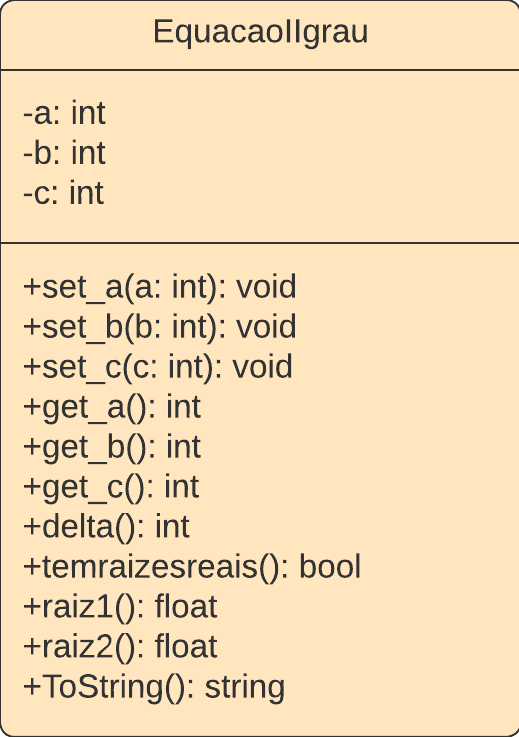 EquacaoIIgrau
-a: int
-b: int
-c: int
+set_a(a: int): void
+set_b(b: int): void
+set_c(c: int): void
+get_a(): int
+get_b(): int
+get_c(): int
+delta(): int
+temraizesreais(): bool
+raiz1(): float
+raiz2(): float
+ToString(): string